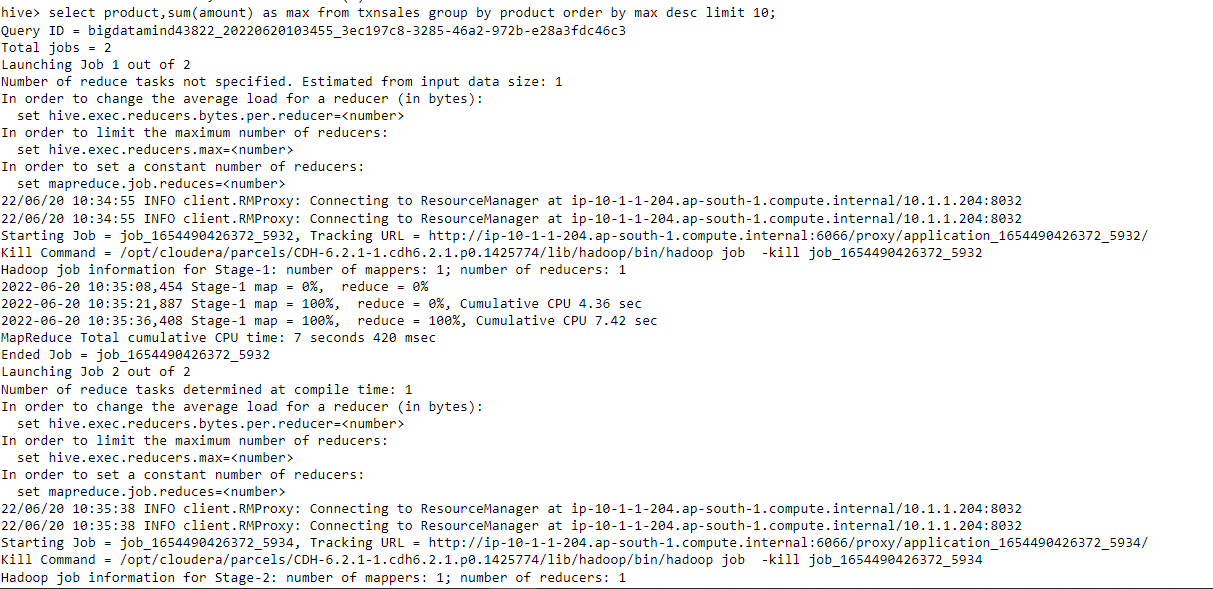 hive> select product,sum(amount) as max from txnsales group by product order by max desc limit 10;
Query ID = bigdatamind43822_20220620103455_3ec197c8-3285-46a2-972b-e28a3fdc46c3
Total jobs = 2
Launching Job 1 out of 2
Number of reduce tasks not specified. Estimated from input data size: 1
In order to change the average load for a reducer (in bytes):
  set hive.exec.reducers.bytes.per.reducer=<number>
In order to limit the maximum number of reducers:
  set hive.exec.reducers.max=<number>
In order to set a constant number of reducers:
  set mapreduce.job.reduces=<number>
22/06/20 10:34:55 INFO client.RMProxy: Connecting to ResourceManager at ip-10-1-1-204.ap-south-1.compute.internal/10.1.1.204:8032
22/06/20 10:34:55 INFO client.RMProxy: Connecting to ResourceManager at ip-10-1-1-204.ap-south-1.compute.internal/10.1.1.204:8032
Starting Job = job_1654490426372_5932, Tracking URL = http://ip-10-1-1-204.ap-south-1.compute.internal:6066/proxy/application_1654490426372_5932/
Kill Command = /opt/cloudera/parcels/CDH-6.2.1-1.cdh6.2.1.p0.1425774/lib/hadoop/bin/hadoop job  -kill job_1654490426372_5932
Hadoop job information for Stage-1: number of mappers: 1; number of reducers: 1
2022-06-20 10:35:08,454 Stage-1 map = 0%,  reduce = 0%
2022-06-20 10:35:21,887 Stage-1 map = 100%,  reduce = 0%, Cumulative CPU 4.36 sec
2022-06-20 10:35:36,408 Stage-1 map = 100%,  reduce = 100%, Cumulative CPU 7.42 sec
MapReduce Total cumulative CPU time: 7 seconds 420 msec
Ended Job = job_1654490426372_5932
Launching Job 2 out of 2
Number of reduce tasks determined at compile time: 1
In order to change the average load for a reducer (in bytes):
  set hive.exec.reducers.bytes.per.reducer=<number>
In order to limit the maximum number of reducers:
  set hive.exec.reducers.max=<number>
In order to set a constant number of reducers:
  set mapreduce.job.reduces=<number>
22/06/20 10:35:38 INFO client.RMProxy: Connecting to ResourceManager at ip-10-1-1-204.ap-south-1.compute.internal/10.1.1.204:8032
22/06/20 10:35:38 INFO client.RMProxy: Connecting to ResourceManager at ip-10-1-1-204.ap-south-1.compute.internal/10.1.1.204:8032
Starting Job = job_1654490426372_5934, Tracking URL = http://ip-10-1-1-204.ap-south-1.compute.internal:6066/proxy/application_1654490426372_5934/
Kill Command = /opt/cloudera/parcels/CDH-6.2.1-1.cdh6.2.1.p0.1425774/lib/hadoop/bin/hadoop job  -kill job_1654490426372_5934
Hadoop job information for Stage-2: number of mappers: 1; number of reducers: 1